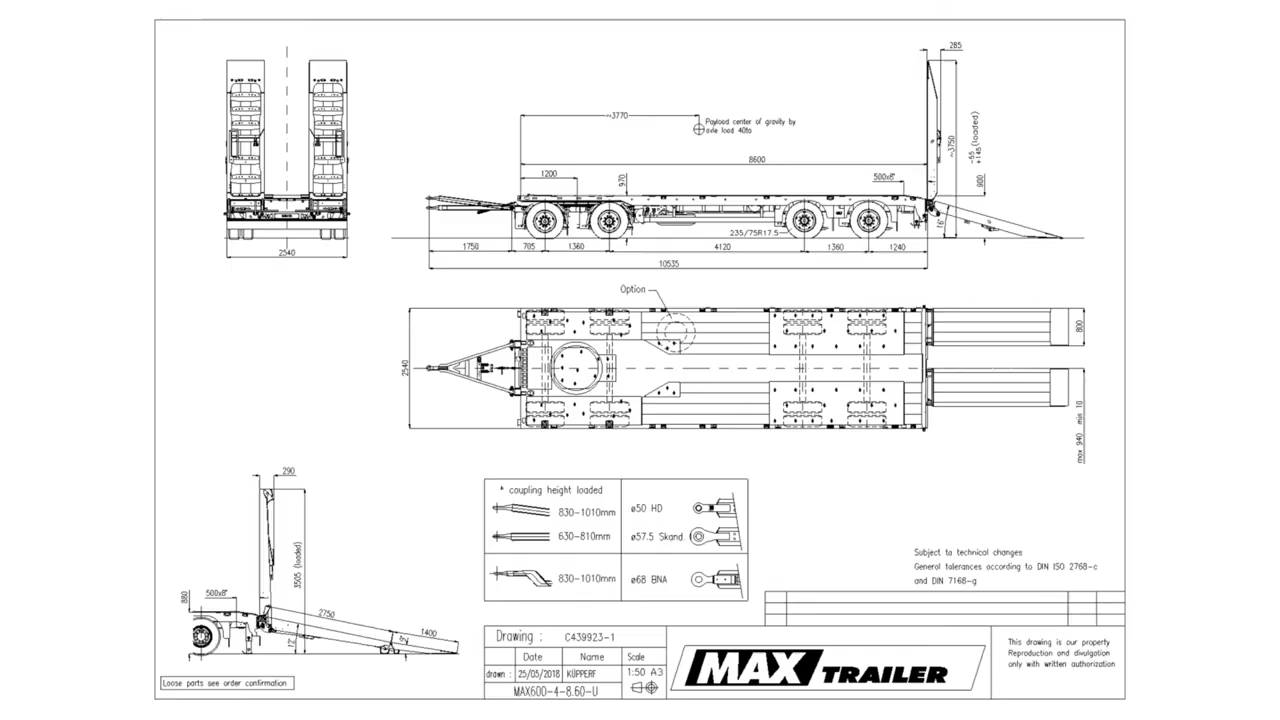 285
~3770
Payload center of gravity by
axle load 40to
8600
~3750
-55 (loaded)
+145
900
1200
970
500x8°
16°
235/75R17.5
1750
705
1360
4120
1360
1240
10535
2540
Option
2540
800
max 940 min 10
290
3505 (loaded)
880
500x8°
2750
1400
12°
* coupling height loaded
830-1010mm
ø50 HD
630-810mm
ø57.5 Skand.
830-1010mm
ø68 BNA
Subject to technical changes
General tolerances according to DIN ISO 2768-c
and DIN 7168-g
Drawing : C439923-1
Date Name Scale
drawn : 25/05/2018 KÜPPERF 1:50 A3
MAX600-4-8.60-U
MAX TRAILER
This drawing is our property
Reproduction and divulgation
only with written authorization
Loose parts see order confirmation